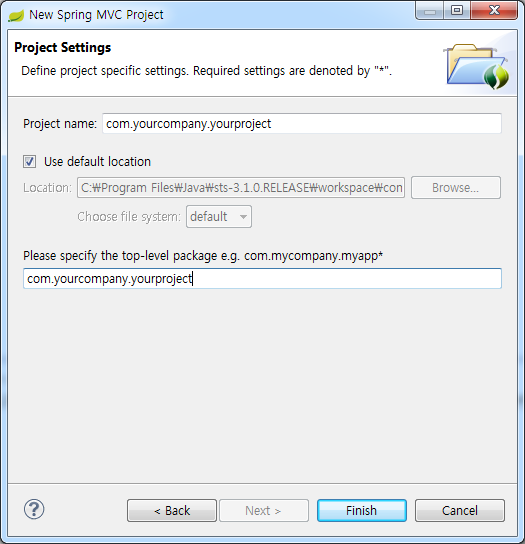 New Spring MVC Project
Project Settings
Define project specific settings. Required settings are denoted by "*".
Project name: com.yourcompany.yourproject
Use default location
Location: C:₩Program Files₩Java₩sts-3.1.0.RELEASE₩workspace₩con Browse...
Choose file system: default
Please specify the top-level package e.g. com.mycompany.myapp*
com.yourcompany.yourproject
? < Back Next > Finish Cancel